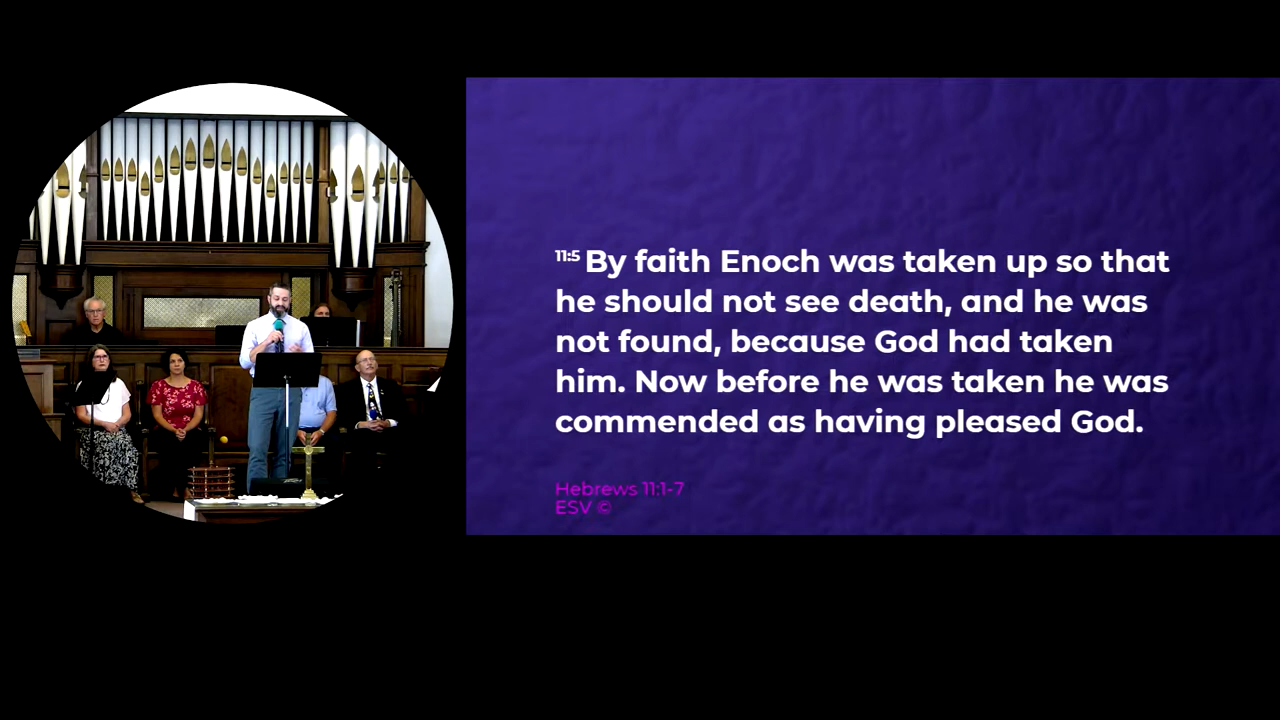 11:5 By faith Enoch was taken up so that
he should not see death, and he was
not found, because God had taken
him. Now before he was taken he was
commended as having pleased God.
Hebrews 11:1-7
ESV ©